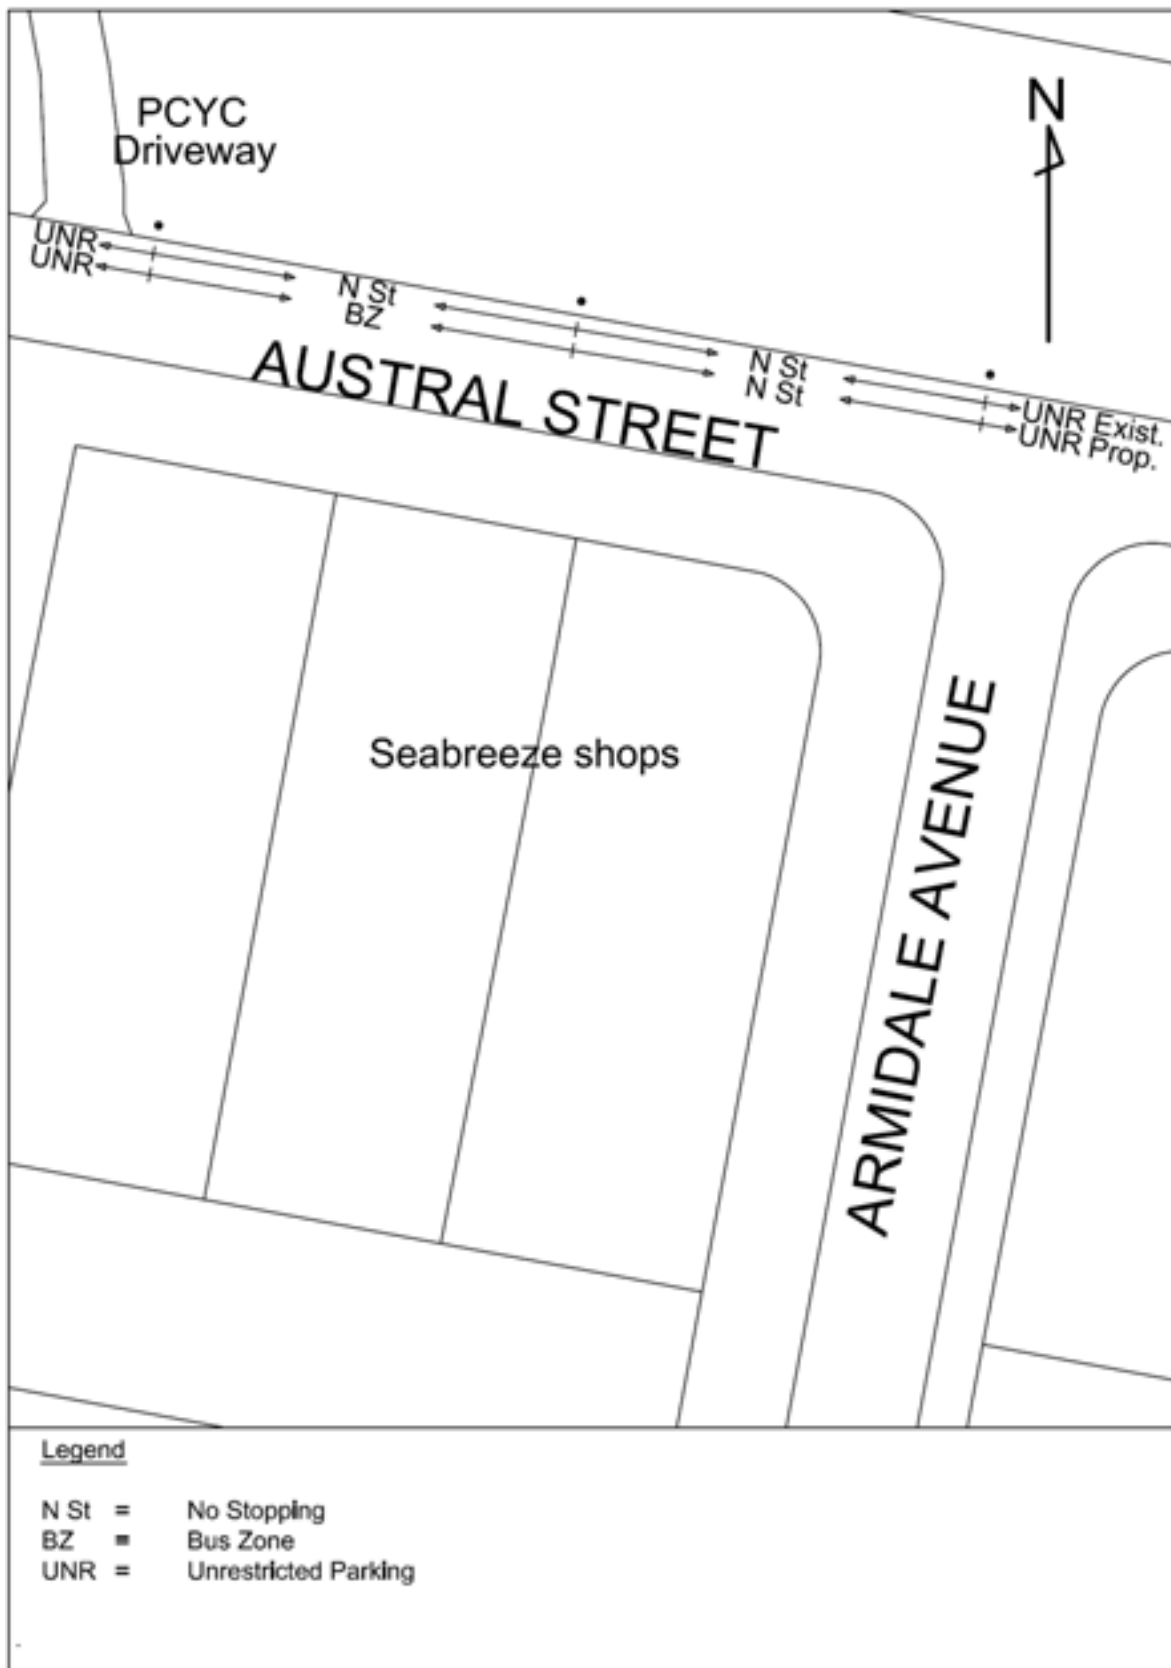 PCYC
Driveway
N
UNR
UNR
N St
BZ
N St
N St
UNR Exist.
UNR Prop.
AUSTRAL STREET
Seabreeze shops
ARMIDALE AVENUE
Legend
N St = No Stopping
BZ = Bus Zone
UNR = Unrestricted Parking